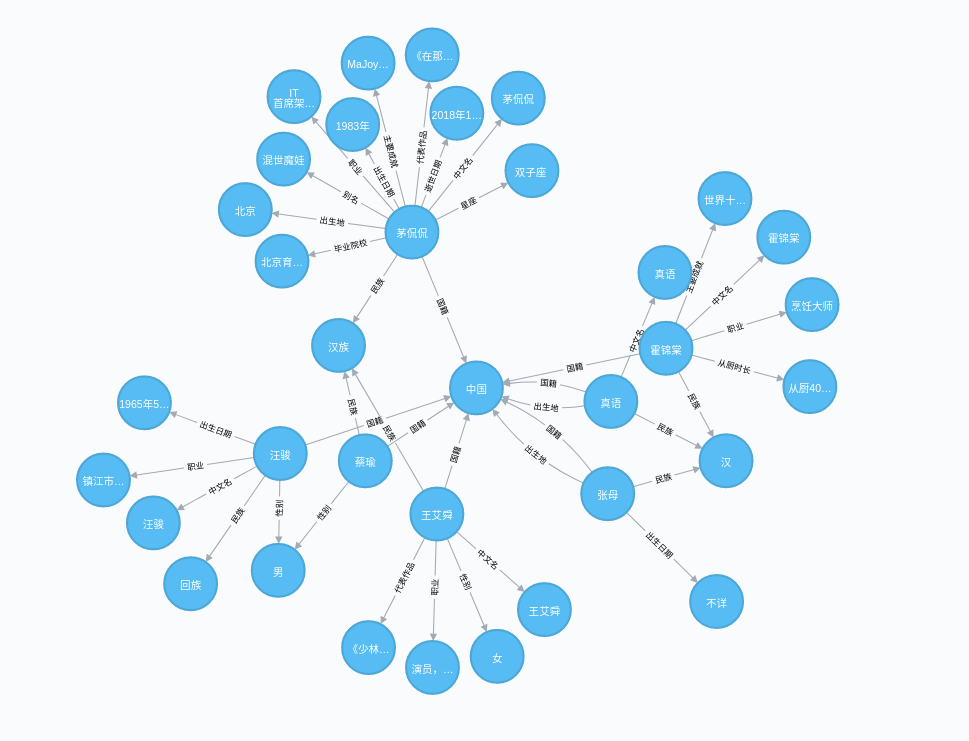 《在那…
MaJoy…
IT
首席架…
2018年1…
茅侃侃
1983年
主要成就
代表作品
混世魔娃
职业
出生日期
逝世日期
中文名
双子座
别名
星座
北京
出生地
茅侃侃
毕业院校
北京育…
民族
国籍
汉族
世界十…
霍锦棠
真语
主要成就
中文名
烹饪大师
职业
中文名
霍锦棠
从厨时长
从厨40…
国籍
国籍
中国
出生地
真语
民族
民族
汉
1965年5…
出生日期
民族
国籍
民族
国籍
国籍
出生地
国籍
汪骏
蔡瑜
职业
镇江市…
中文名
汪骏
民族
性别
性别
王艾舜
张母
民族
出生日期
回族
男
代表作品
职业
性别
中文名
不详
王艾舜
《少林…
演员，…
女